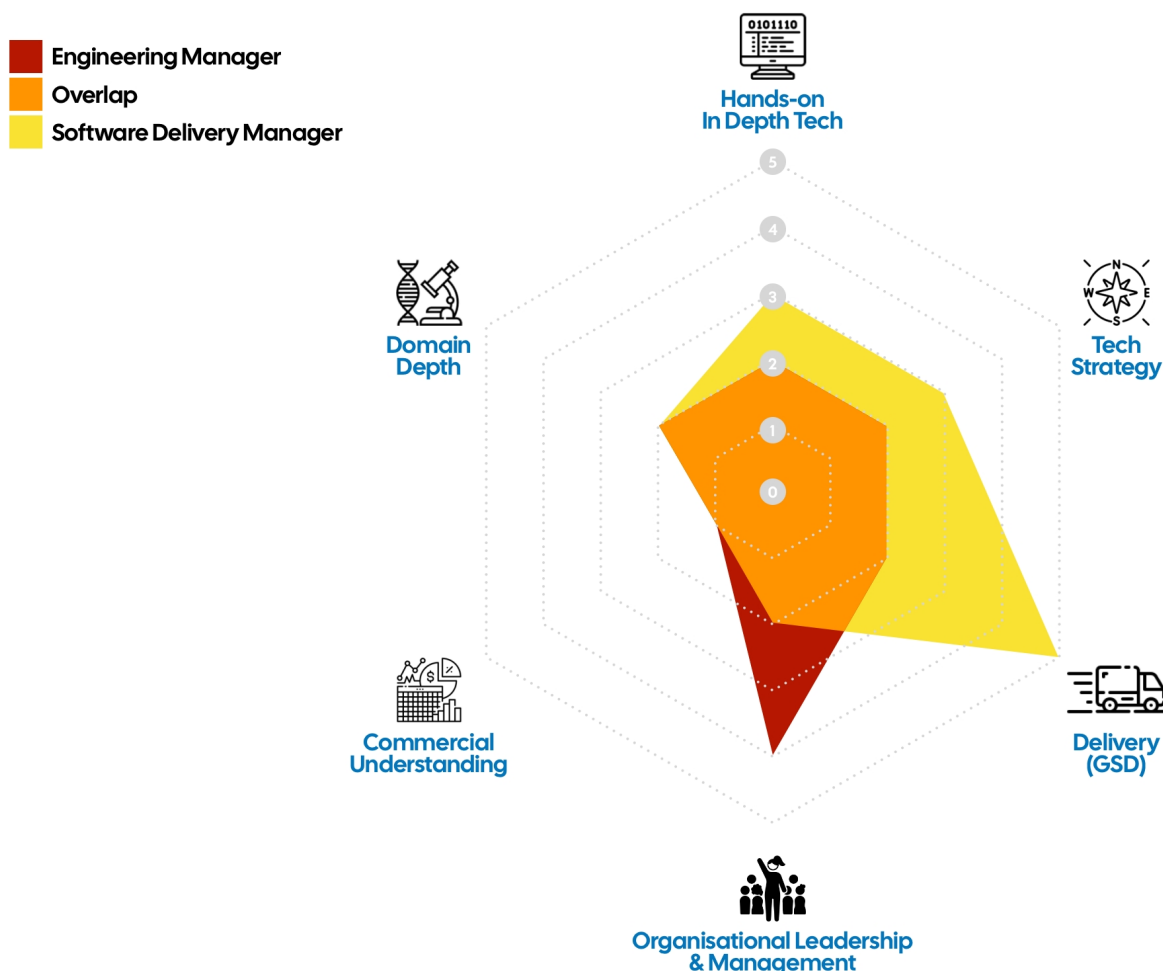 Engineering Manager
Overlap
Software Delivery Manager
0101110
Hands-on
In Depth Tech
5
4
3
2
1
0
N
W E
S
Tech
Strategy
Domain
Depth
$ %
Commercial
Understanding
Delivery
(GSD)
Organisational Leadership
& Management